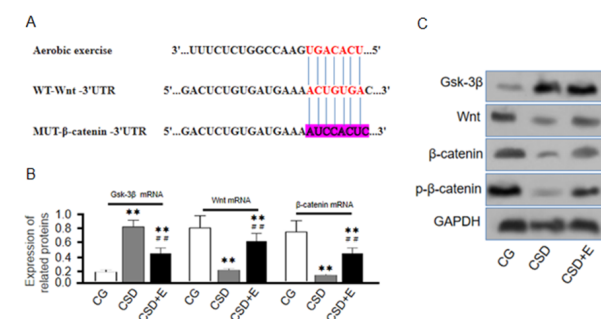 A
Aerobic exercise 3'...UUUCUCUGGCCAAGUGACACU...5'
WT-Wnt -3'UTR 5'...GACUCUGUGAUGAAAACUGUGAC...3'
MUT-β-catenin -3'UTR 5'...GACUCUGUGAUGAAAAUCCACUC...3'
B
Gsk-3β mRNA Wnt mRNA β-catenin mRNA
Expression of
related proteins
1.0
0.8
0.6
0.4
0.2
0.0
** ** ## ** ** ## ** ** ##
CG CSD CSD+E CG CSD CSD+E CG CSD CSD+E
C
Gsk-3β
Wnt
β-catenin
p-β-catenin
GAPDH
CG CSD CSD+E